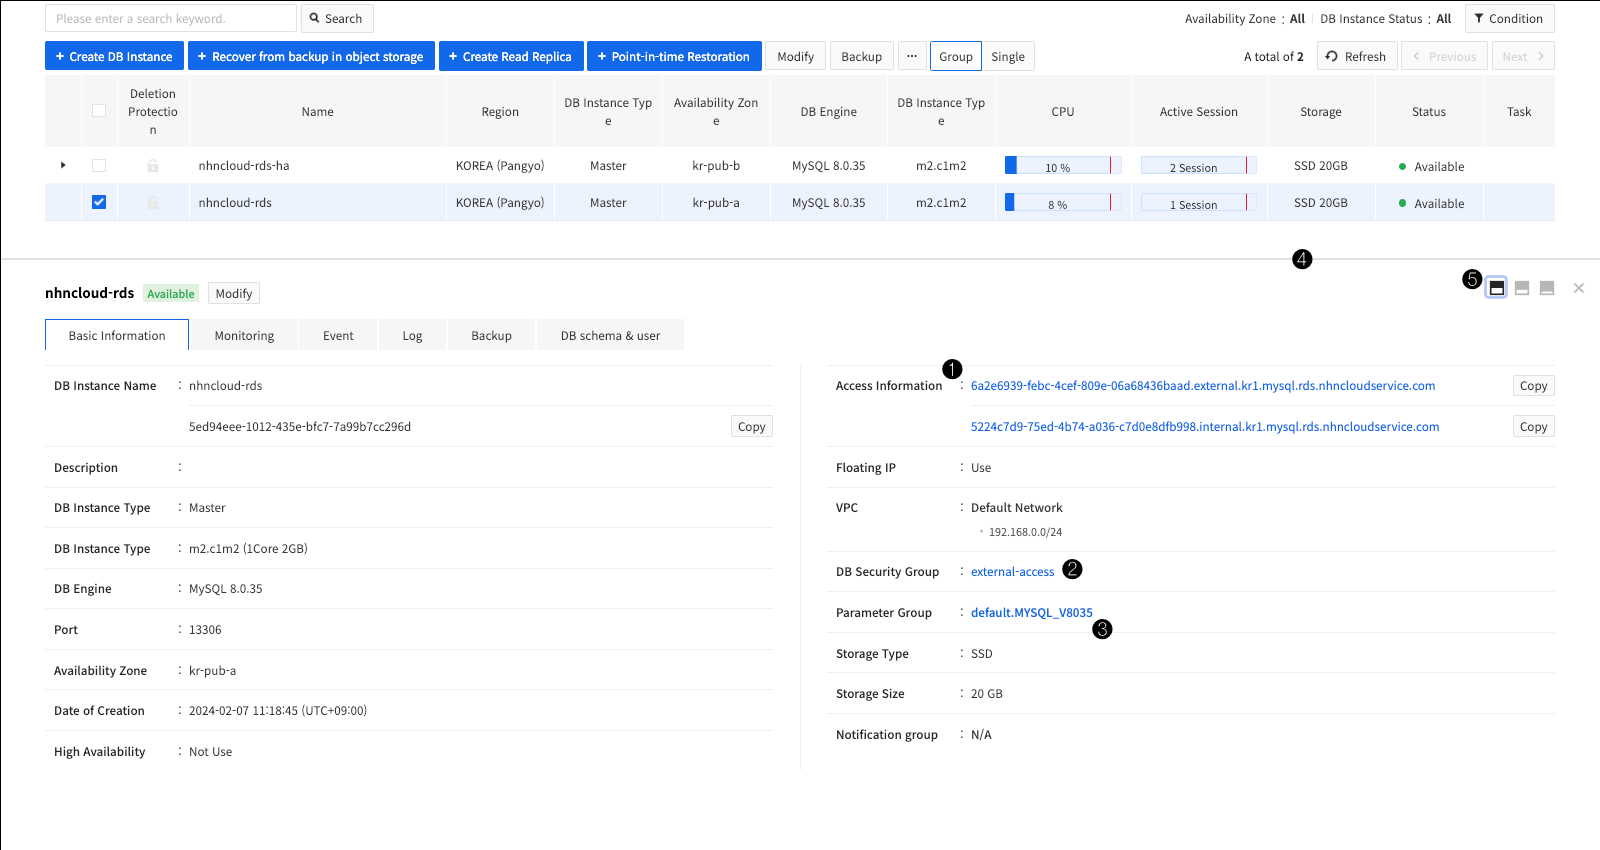 Please enter a search keyword.
Search
Availability Zone : All
DB Instance Status : All
Condition
+ Create DB Instance
+ Recover from backup in object storage
+ Create Read Replica
+ Point-in-time Restoration
Modify
Backup
···
Group
Single
A total of 2
Refresh
< Previous
Next >
Deletion
Protectio
n
Name
Region
DB Instance Typ
e
Availability Zon
e
DB Engine
DB Instance Typ
e
CPU
Active Session
Storage
Status
Task
nhncloud-rds-ha
KOREA (Pangyo)
Master
kr-pub-b
MySQL 8.0.35
m2.c1m2
10 %
2 Session
SSD 20GB
Available
nhncloud-rds
KOREA (Pangyo)
Master
kr-pub-a
MySQL 8.0.35
m2.c1m2
8 %
1 Session
SSD 20GB
Available
❹
❺
nhncloud-rds
Available
Modify
Basic Information
Monitoring
Event
Log
Backup
DB schema & user
DB Instance Name : nhncloud-rds
5ed94eee-1012-435e-bfc7-7a99b7cc296d
Copy
Description :
DB Instance Type : Master
DB Instance Type : m2.c1m2 (1Core 2GB)
DB Engine : MySQL 8.0.35
Port : 13306
Availability Zone : kr-pub-a
Date of Creation : 2024-02-07 11:18:45 (UTC+09:00)
High Availability : Not Use
❶
Access Information : 6a2e6939-febc-4cef-809e-06a68436baad.external.kr1.mysql.rds.nhncloudservice.com
Copy
5224c7d9-75ed-4b74-a036-c7d0e8dfb998.internal.kr1.mysql.rds.nhncloudservice.com
Copy
Floating IP : Use
VPC : Default Network
192.168.0.0/24
DB Security Group : external-access ❷
Parameter Group : default.MYSQL_V8035
❸
Storage Type : SSD
Storage Size : 20 GB
Notification group : N/A